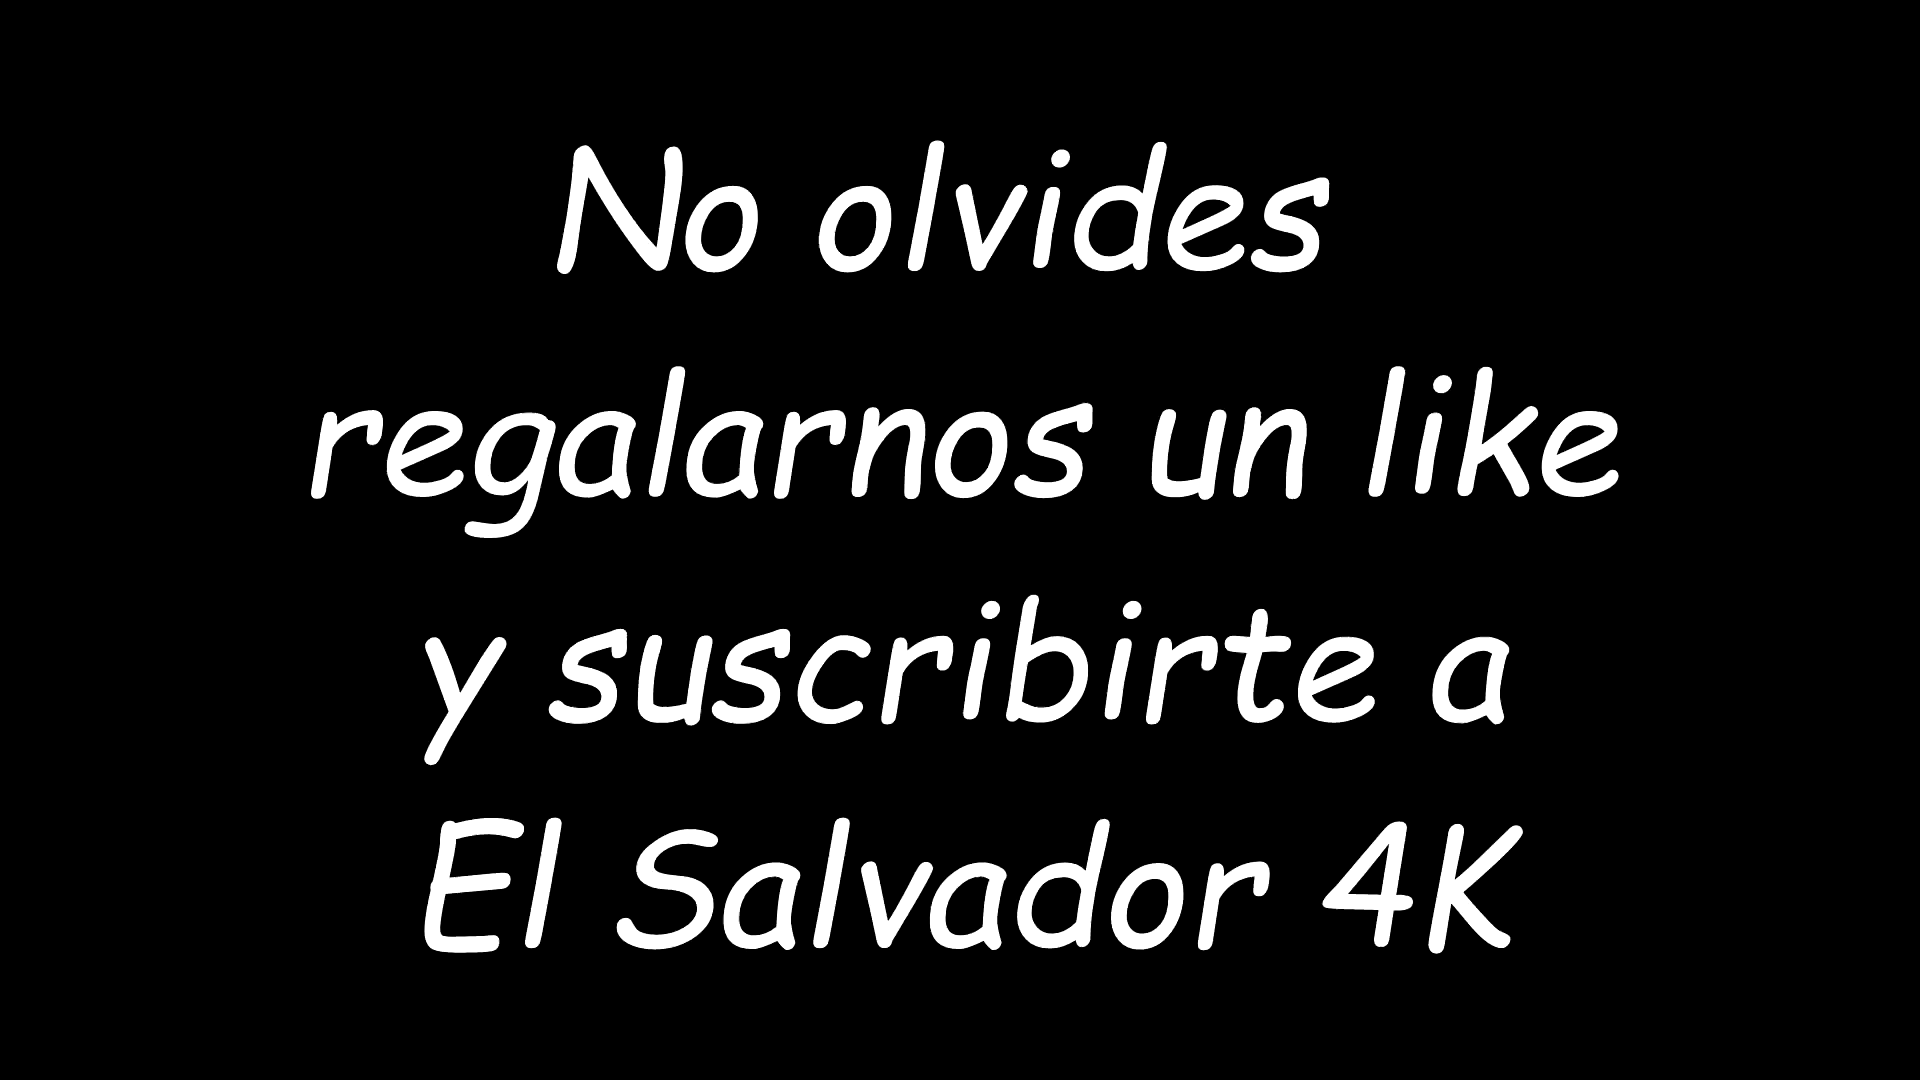 No olvides
regalarnos un like
y suscribirte a
El Salvador 4K